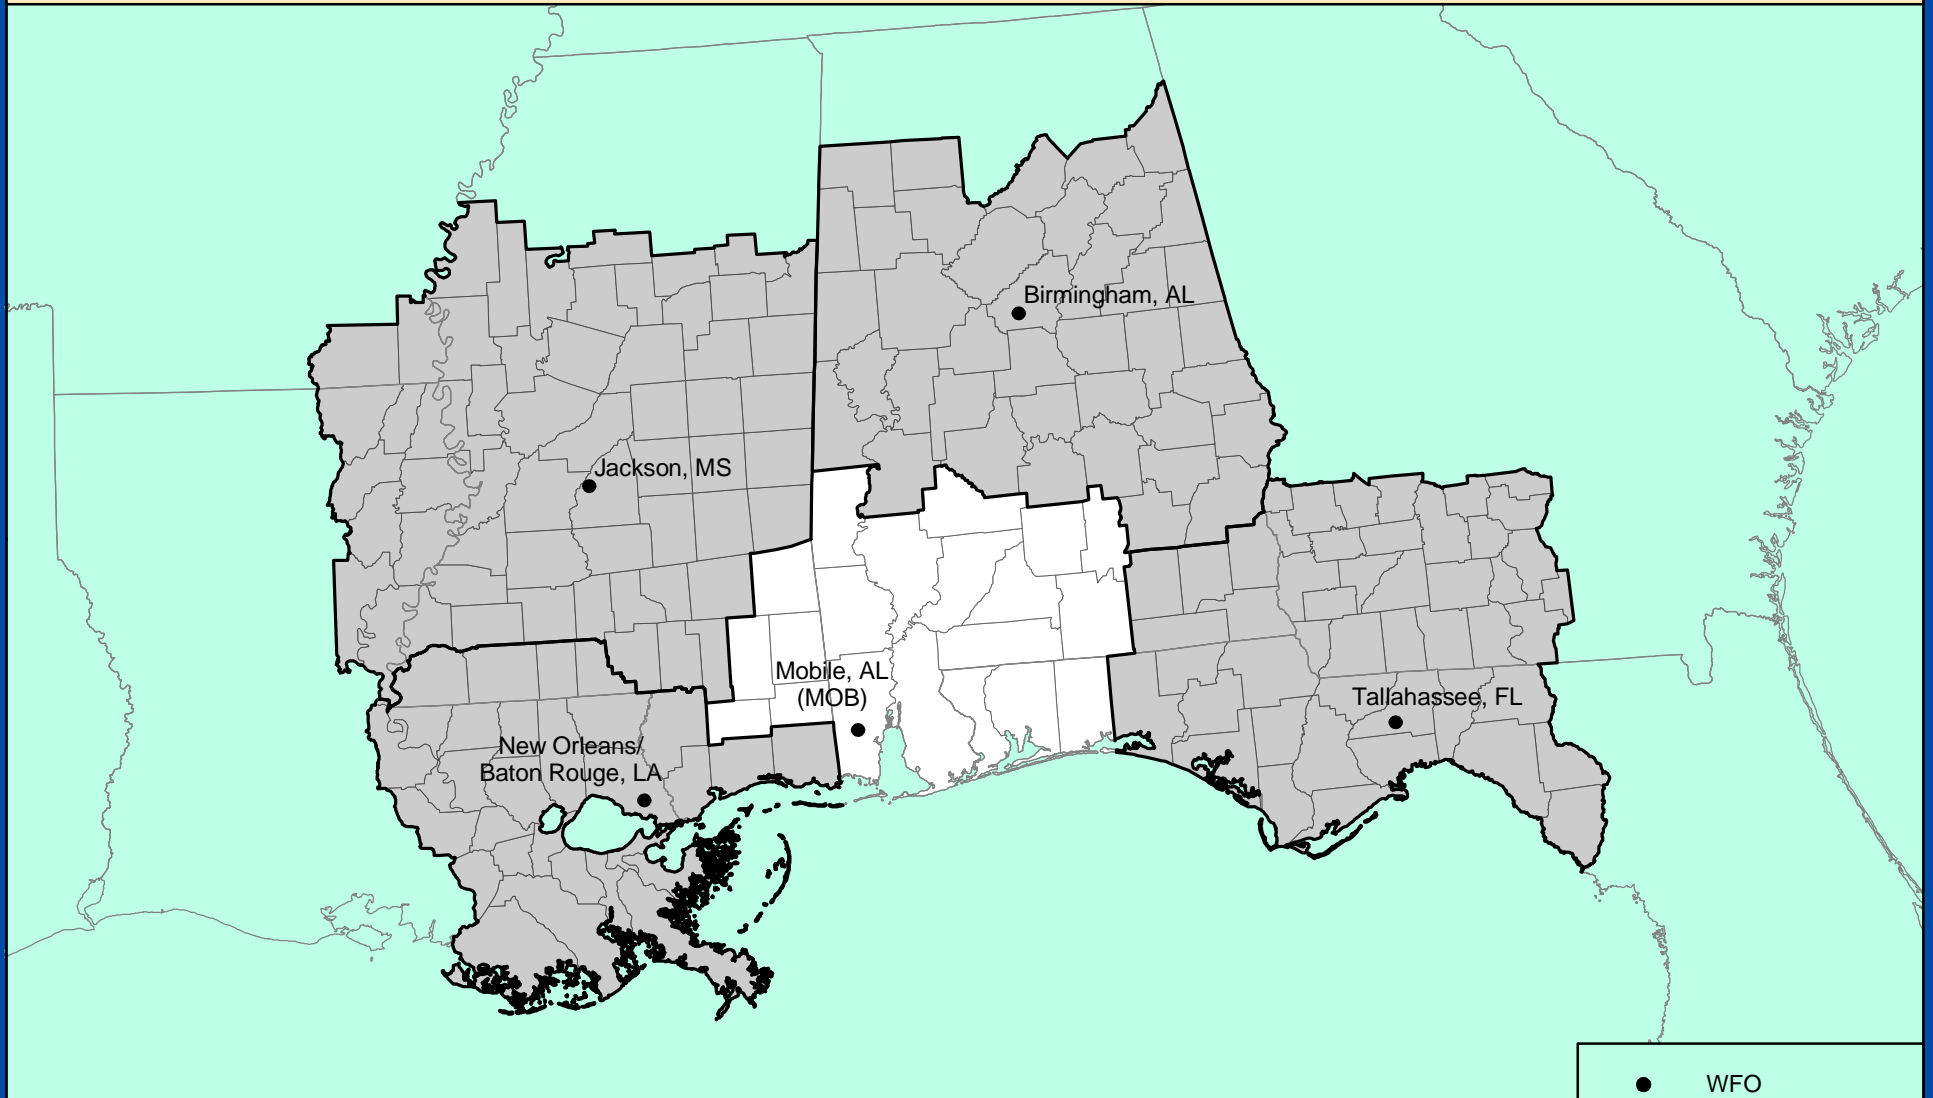 Birmingham, AL
Jackson, MS
Mobile, AL
(MOB)
Tallahassee, FL
New Orleans/
Baton Rouge, LA
WFO